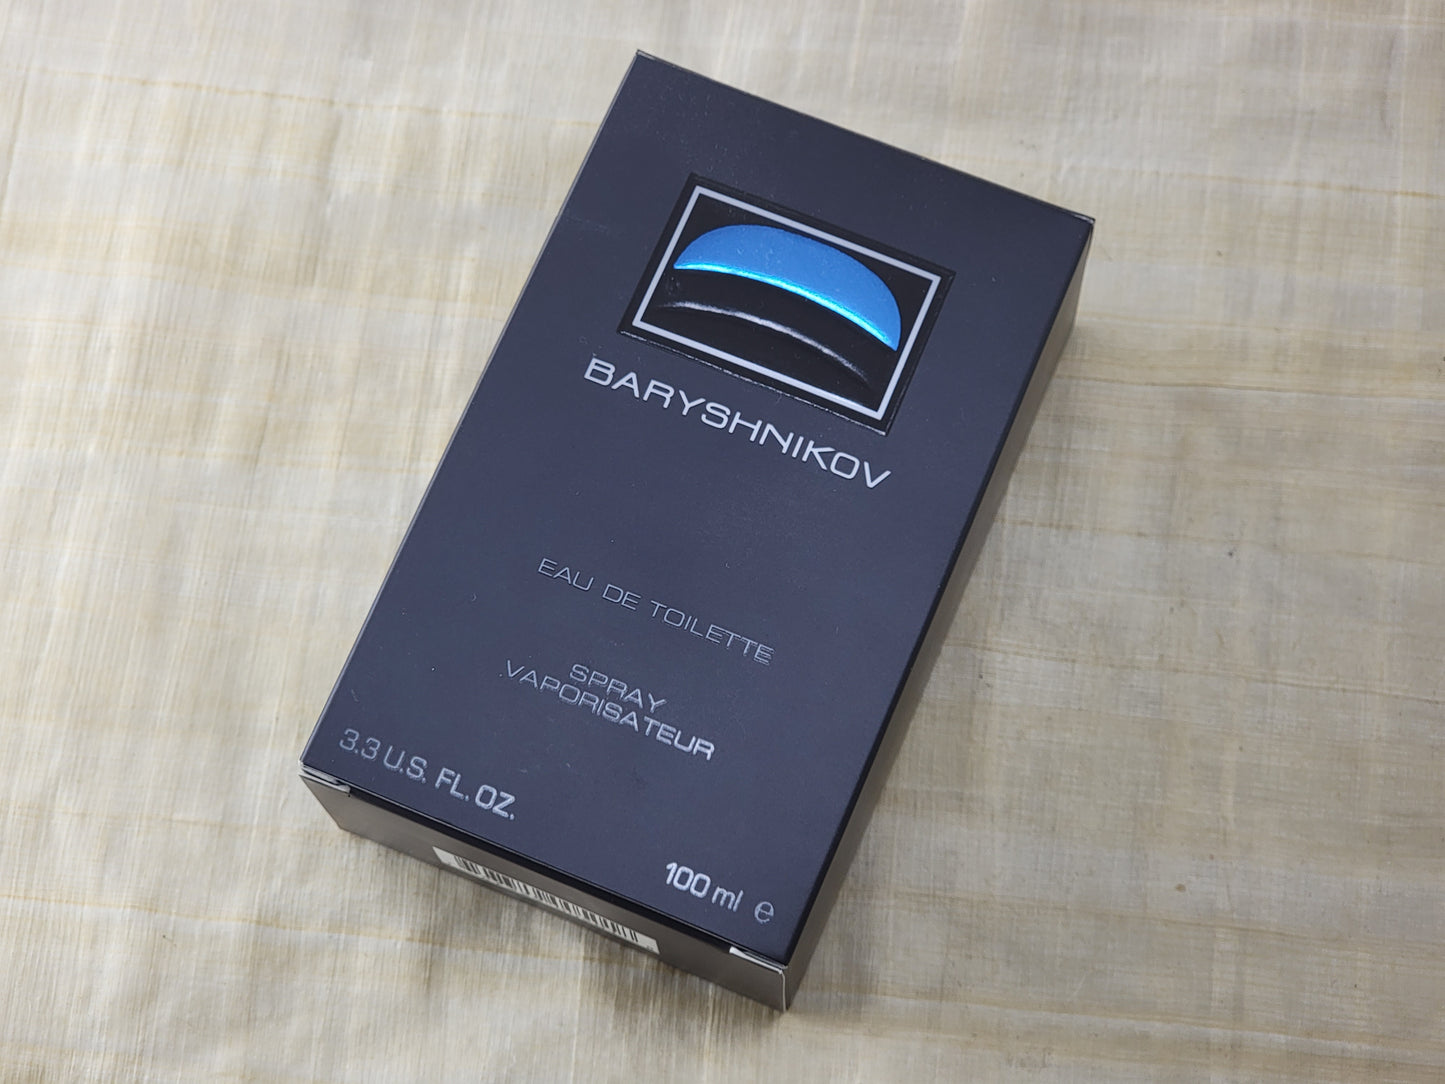 BARYSHNIKOV
EAU DE TOILETTE
SPRAY
VAPORISATEUR
3.3 U.S. FL. OZ.
100 ml ℮